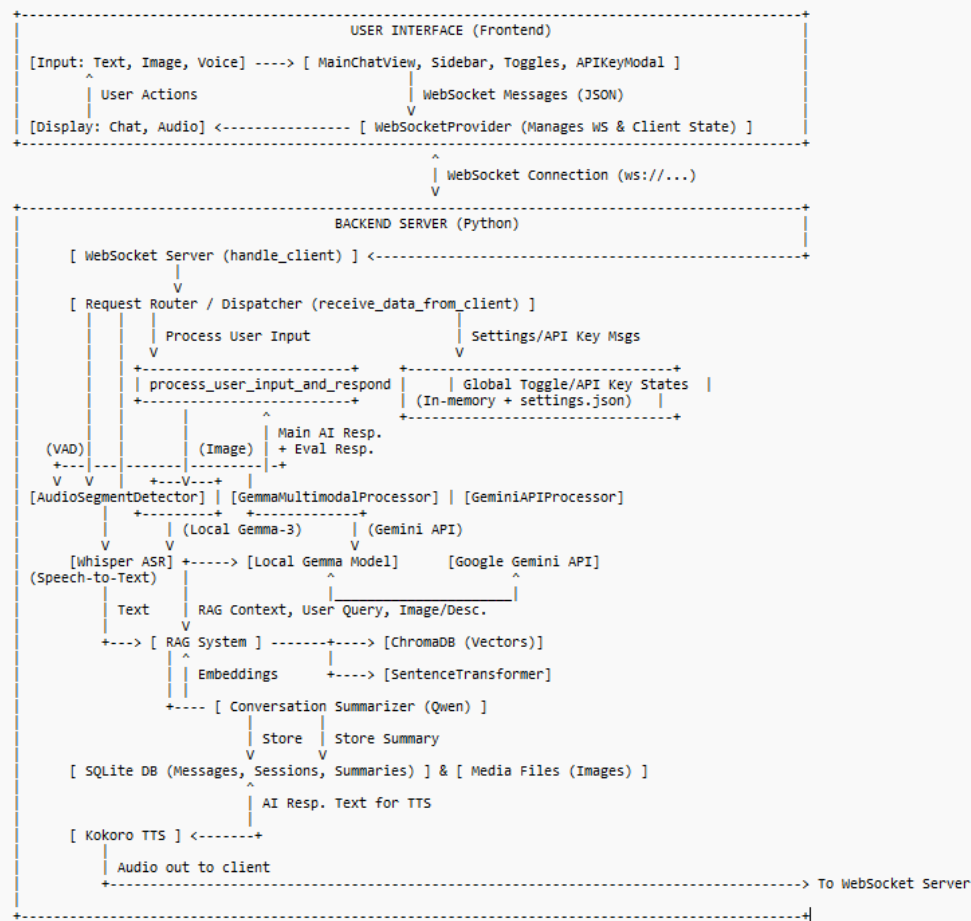 USER INTERFACE (Frontend)
[Input: Text, Image, Voice] ----> [ MainChatView, Sidebar, Toggles, APIKeyModal ]
User Actions
WebSocket Messages (JSON)
[Display: Chat, Audio] <---------------- [ WebSocketProvider (Manages WS & Client State) ]
WebSocket Connection (ws://...)
BACKEND SERVER (Python)
[ WebSocket Server (handle_client) ] <
[ Request Router / Dispatcher (receive_data_from_client) ]
Process User Input
Settings/API Key Msgs
process_user_input_and_respond
Global Toggle/API Key States
(In-memory + settings.json)
Main AI Resp.
(VAD)
(Image)
+ Eval Resp.
[AudioSegmentDetector] | [GemmaMultimodalProcessor] | [GeminiAPIProcessor]
(Local Gemma-3)
(Gemini API)
[Whisper ASR] +-----> [Local Gemma Model]
[Google Gemini API]
(Speech-to-Text)
Text
RAG Context, User Query, Image/Desc.
+---> [ RAG System ] -------+----> [ChromaDB (Vectors)]
Embeddings
+----> [SentenceTransformer]
+---- [ Conversation Summarizer (Qwen) ]
Store
Store Summary
[ SQLite DB (Messages, Sessions, Summaries) ] & [ Media Files (Images) ]
AI Resp. Text for TTS
[ Kokoro TTS ] <-------+
Audio out to client
> To WebSocket Server